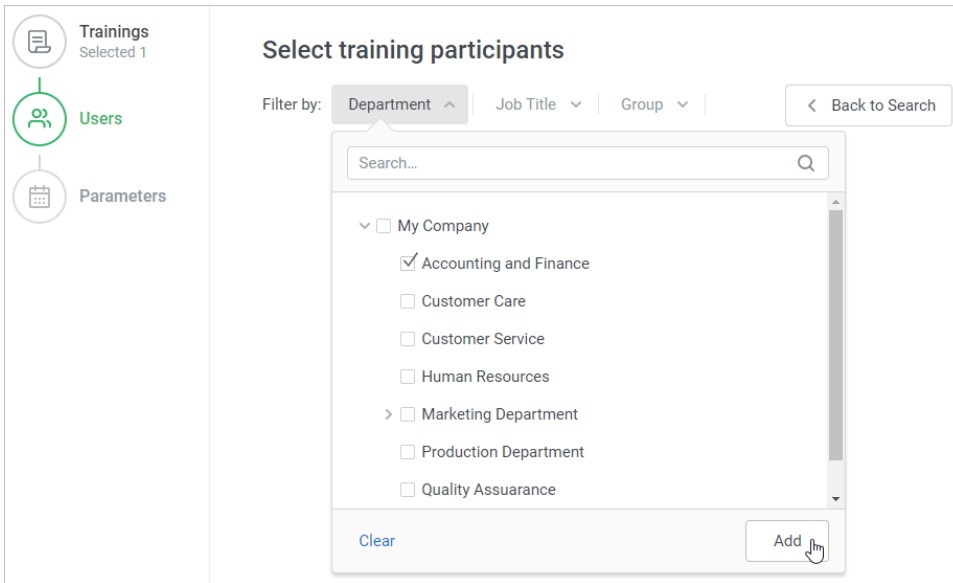 Trainings
Selected 1
Users
Parameters
Select training participants
Filter by: Department Job Title Group Back to Search
Search...
My Company
Accounting and Finance
Customer Care
Customer Service
Human Resources
Marketing Department
Production Department
Quality Assuarance
Clear Add